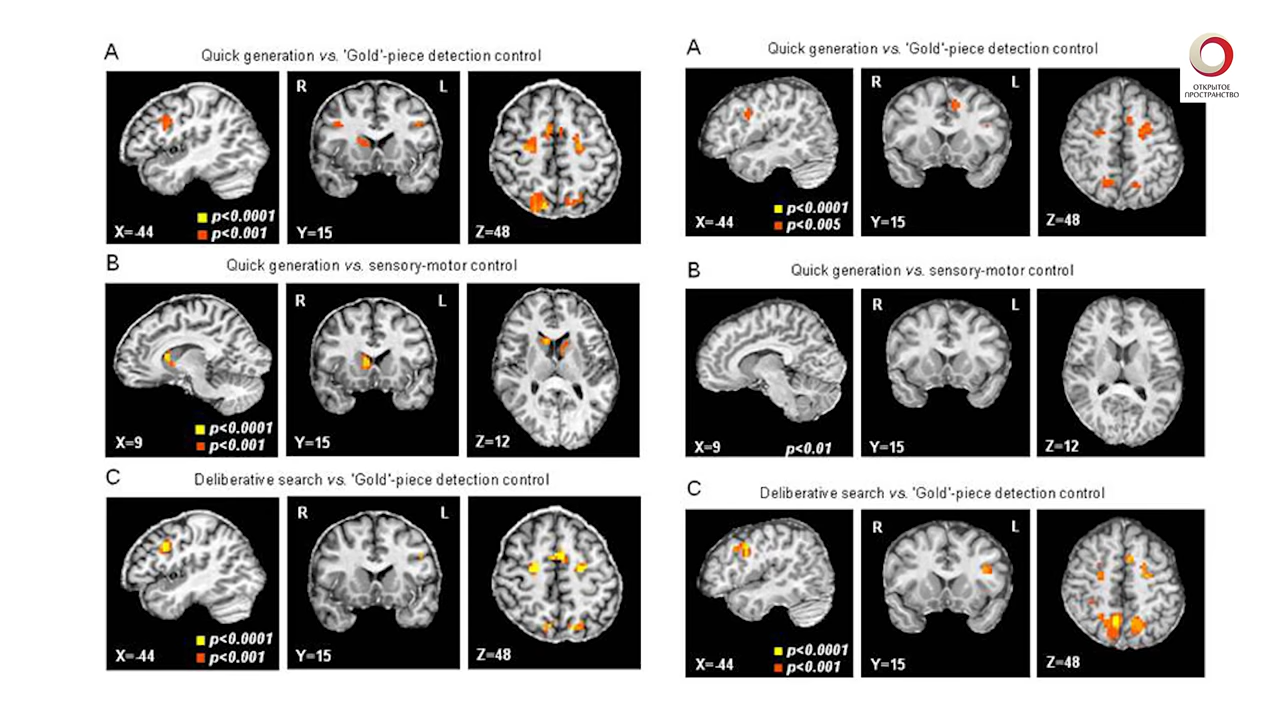 A
Quick generation vs. 'Gold'-piece detection control
R L
p<0.0001
p<0.001
X=-44 Y=15 Z=48
B
Quick generation vs. sensory-motor control
R L
p<0.0001
p<0.001
X=9 Y=15 Z=12
C
Deliberative search vs. 'Gold'-piece detection control
R L
p<0.0001
p<0.001
X=-44 Y=15 Z=48
A
Quick generation vs. 'Gold'-piece detection control
R L
p<0.0001
p<0.005
X=-44 Y=15 Z=48
B
Quick generation vs. sensory-motor control
R L
X=9 p<0.01 Y=15 Z=12
C
Deliberative search vs. 'Gold'-piece detection control
R L
p<0.0001
p<0.001
X=-44 Y=15 Z=48
ОТКРЫТОЕ
ПРОСТРАНСТВО